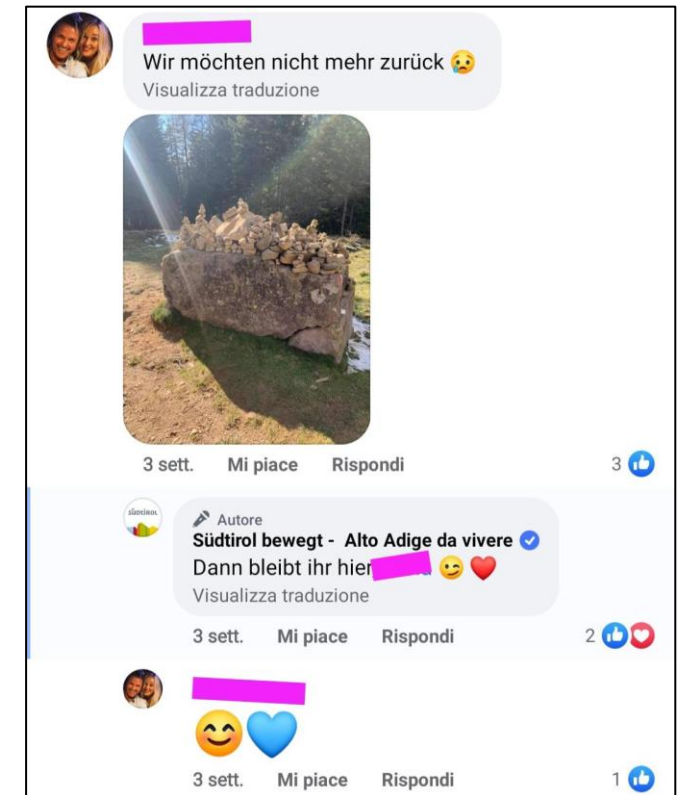 Wir möchten nicht mehr zurück 😢
Visualizza traduzione
3 sett. Mi piace Rispondi 3
SÜDTIROL
Autore
Südtirol bewegt - Alto Adige da vivere
Dann bleibt ihr hier 😉 ❤️
Visualizza traduzione
3 sett. Mi piace Rispondi 2
😊💙
3 sett. Mi piace Rispondi 1